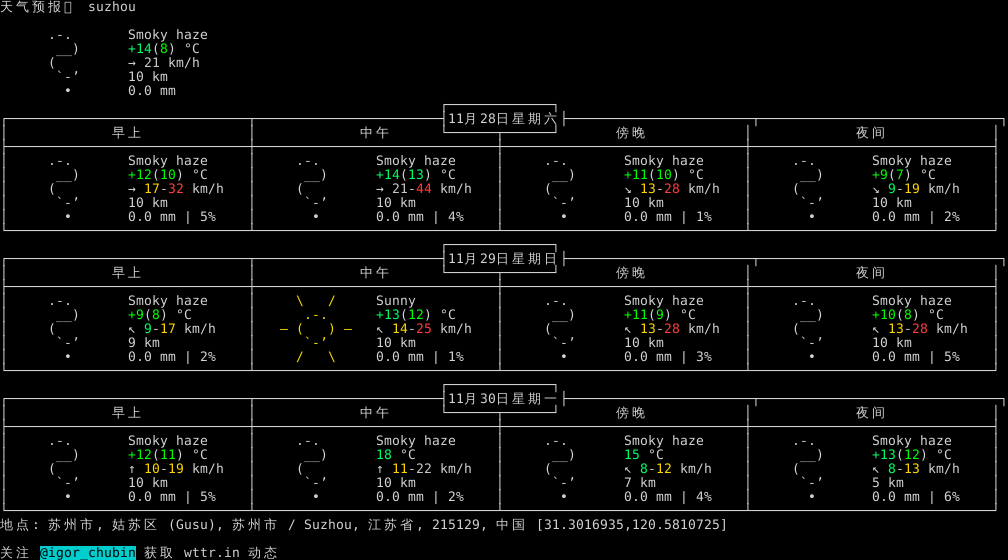 天气预报： suzhou
Smoky haze
+14(8) °C
→ 21 km/h
10 km
0.0 mm
11月28日星期六
早上 中午 傍晚 夜间
Smoky haze Smoky haze Smoky haze Smoky haze
+12(10) °C +14(13) °C +11(10) °C +9(7) °C
→ 17-32 km/h → 21-44 km/h ↘ 13-28 km/h ↘ 9-19 km/h
10 km 10 km 10 km 10 km
0.0 mm | 5% 0.0 mm | 4% 0.0 mm | 1% 0.0 mm | 2%
11月29日星期日
早上 中午 傍晚 夜间
Smoky haze Sunny Smoky haze Smoky haze
+9(8) °C +13(12) °C +11(9) °C +10(8) °C
↖ 9-17 km/h ↖ 14-25 km/h ↖ 13-28 km/h ↖ 13-28 km/h
9 km 10 km 10 km 10 km
0.0 mm | 2% 0.0 mm | 1% 0.0 mm | 3% 0.0 mm | 5%
11月30日星期一
早上 中午 傍晚 夜间
Smoky haze Smoky haze Smoky haze Smoky haze
+12(11) °C 18 °C 15 °C +13(12) °C
↑ 10-19 km/h ↑ 11-22 km/h ↖ 8-12 km/h ↖ 8-13 km/h
10 km 10 km 7 km 5 km
0.0 mm | 5% 0.0 mm | 2% 0.0 mm | 4% 0.0 mm | 6%
地点: 苏州市, 姑苏区 (Gusu), 苏州市 / Suzhou, 江苏省, 215129, 中国 [31.3016935,120.5810725]
关注 @igor_chubin 获取 wttr.in 动态